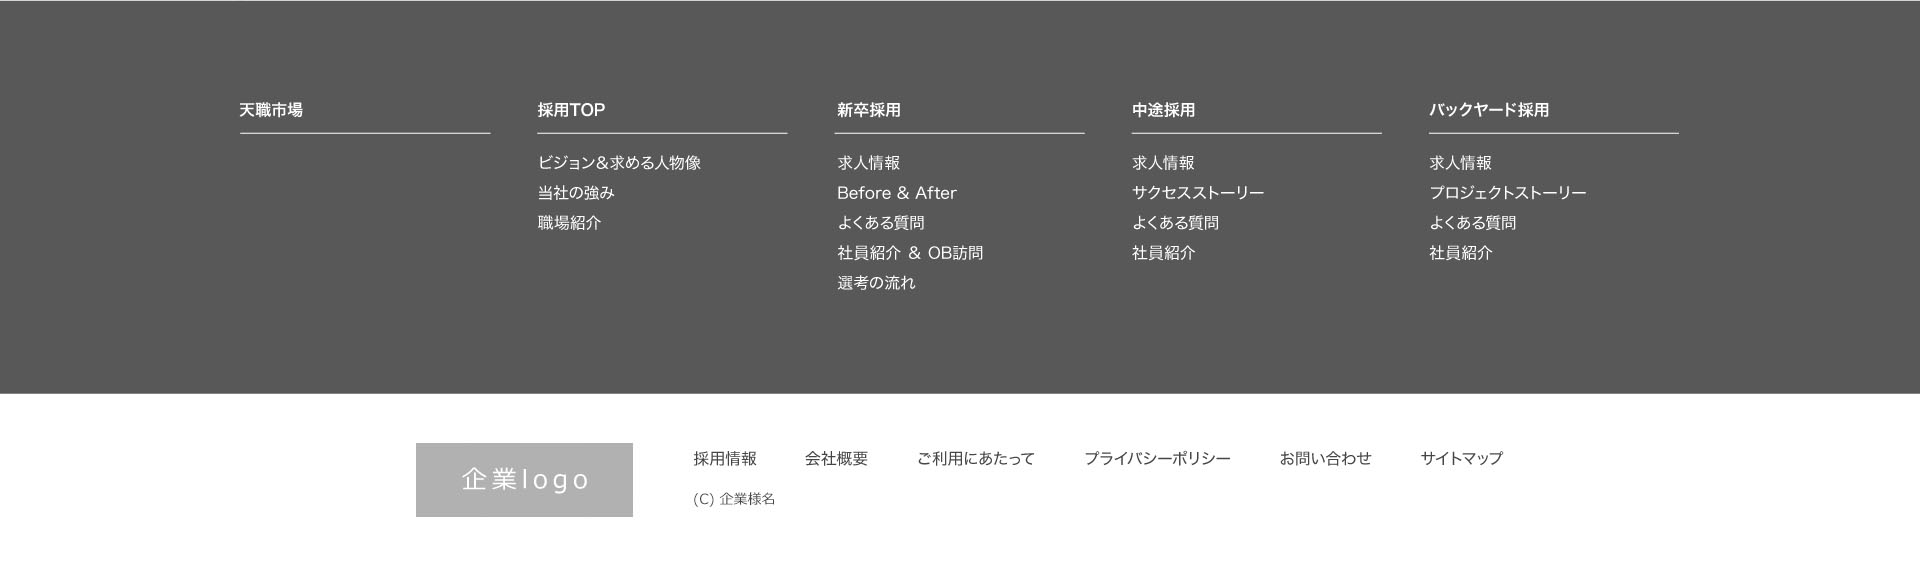 天職市場
採用TOP
ビジョン＆求める人物像
当社の強み
職場紹介
新卒採用
求人情報
Before & After
よくある質問
社員紹介 ＆ OB訪問
選考の流れ
中途採用
求人情報
サクセスストーリー
よくある質問
社員紹介
バックヤード採用
求人情報
プロジェクトストーリー
よくある質問
社員紹介
企業logo
採用情報 会社概要 ご利用にあたって プライバシーポリシー お問い合わせ サイトマップ
(C) 企業様名